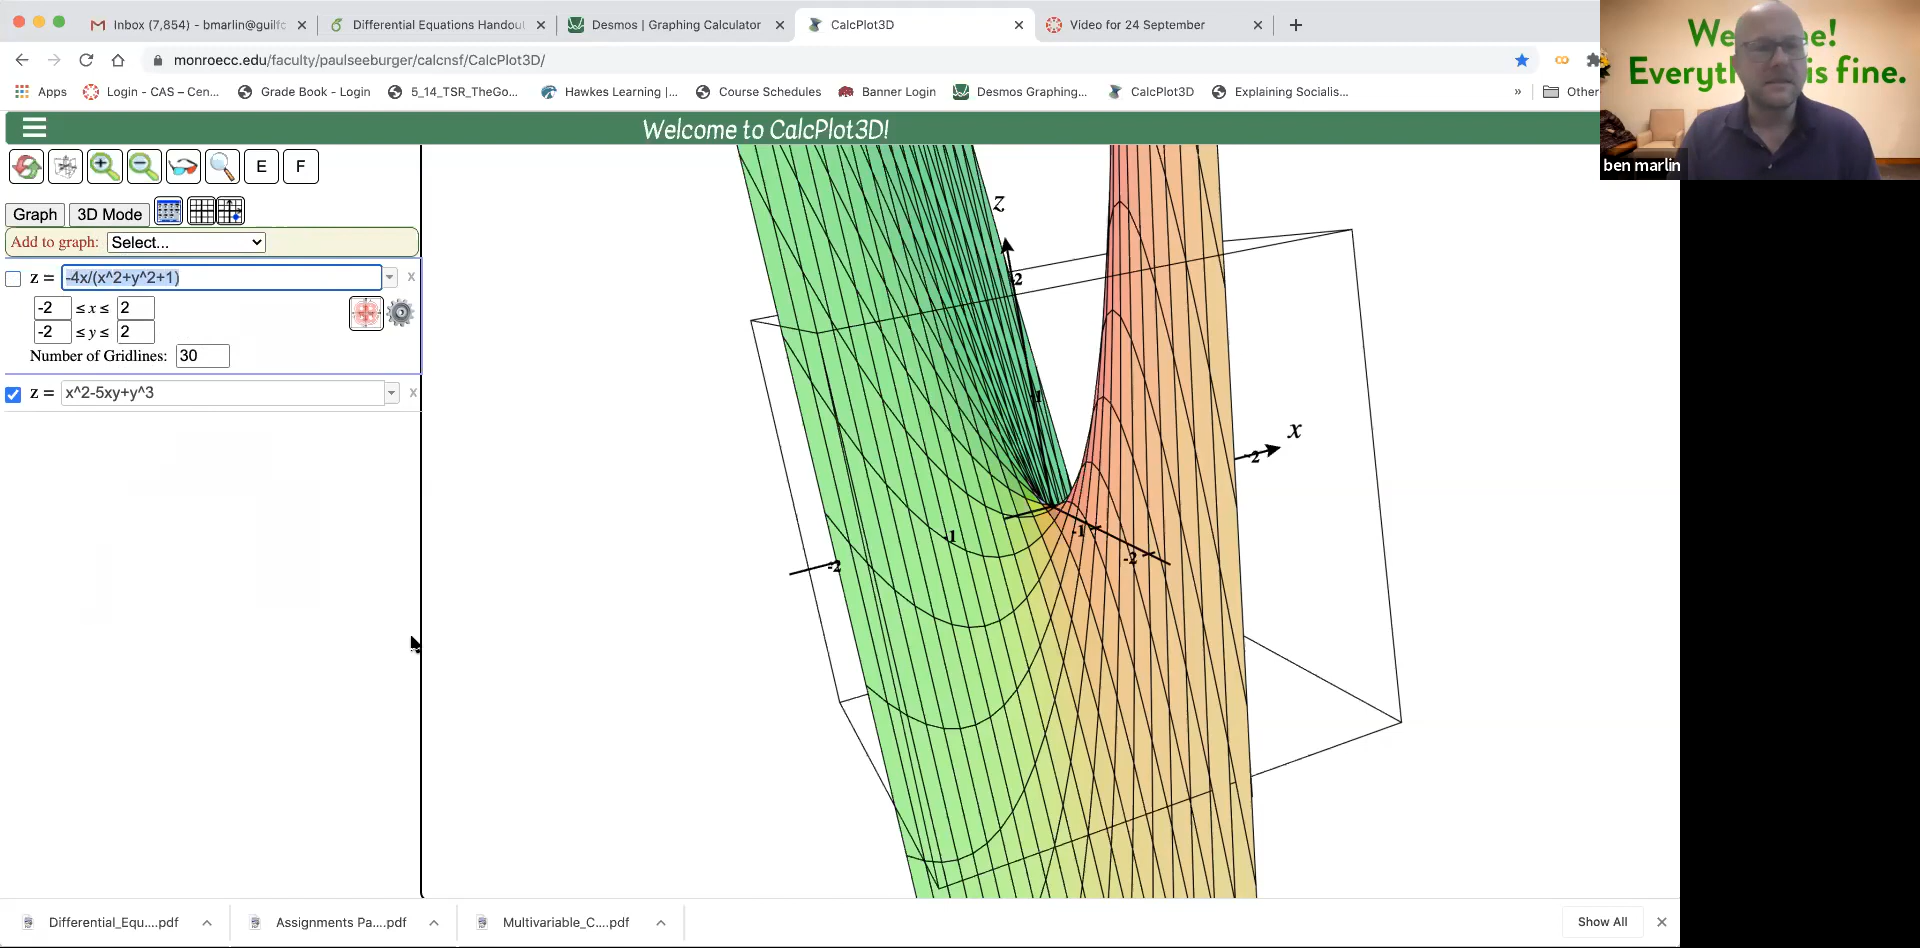 Inbox (7,854) - bmarlin@guilfc
Differential Equations Handout
Desmos | Graphing Calculator
CalcPlot3D
Video for 24 September
monroecc.edu/faculty/paulseeburger/calcnsf/CalcPlot3D/
Apps
Login - CAS – Cen...
Grade Book - Login
5_14_TSR_TheGo...
Hawkes Learning |...
Course Schedules
Banner Login
Desmos Graphing...
CalcPlot3D
Explaining Socialis...
»
Other
Welcome to CalcPlot3D!
E
F
Graph
3D Mode
Add to graph:
Select...
z = -4x/(x^2+y^2+1)
x
-2 ≤ x ≤ 2
-2 ≤ y ≤ 2
Number of Gridlines: 30
z = x^2-5xy+y^3
x
z
2
1
x
2
-1
-1
-2
-2
We e!
Everyt is fine.
ben marlin
Differential_Equ....pdf
Assignments Pa....pdf
Multivariable_C....pdf
Show All